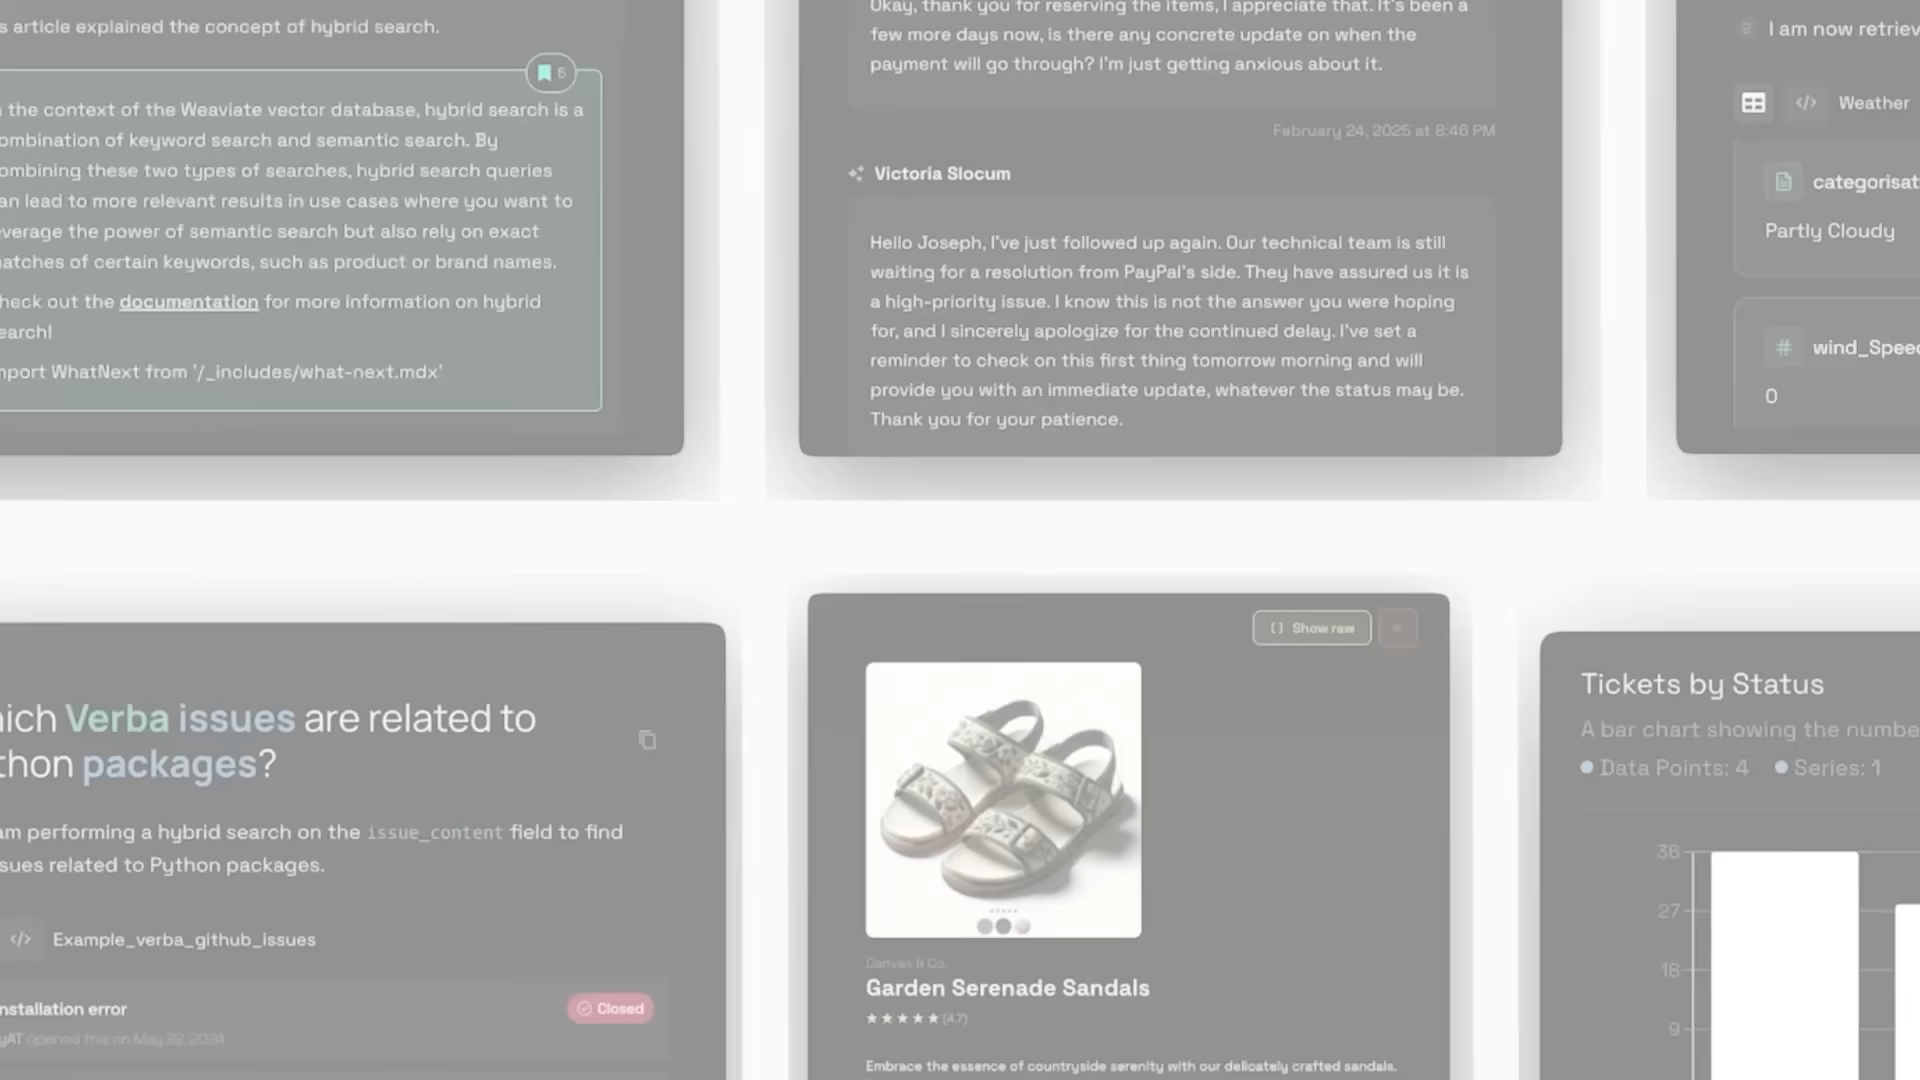 s article explained the concept of hybrid search.
5
the context of the Weaviate vector database, hybrid search is a
ombination of keyword search and semantic search. By
ombining these two types of searches, hybrid search queries
an lead to more relevant results in use cases where you want to
verage the power of semantic search but also rely on exact
atches of certain keywords, such as product or brand names.
heck out the documentation for more information on hybrid
earch!
mport WhatNext from '/_includes/what-next.mdx'
Okay, thank you for reserving the items, I appreciate that. It's been a
few more days now, is there any concrete update on when the
payment will go through? I'm just getting anxious about it.
February 24, 2025 at 8:46 PM
Victoria Slocum
Hello Joseph, I've just followed up again. Our technical team is still
waiting for a resolution from PayPal's side. They have assured us it is
a high-priority issue. I know this is not the answer you were hoping
for, and I sincerely apologize for the continued delay. I've set a
reminder to check on this first thing tomorrow morning and will
provide you with an immediate update, whatever the status may be.
Thank you for your patience.
2 I am now retriev
</> Weather
categorisat
Partly Cloudy
# wind_Speed
0
ich Verba issues are related to
thon packages?
am performing a hybrid search on the issue_content field to find
sues related to Python packages.
</> Example_verba_github_issues
nstallation error
Closed
yAT opened this on May 22, 2024
[] Show raw
Canvas & Co.
Garden Serenade Sandals
★★★★★ (4.7)
Embrace the essence of countryside serenity with our delicately crafted sandals.
Tickets by Status
A bar chart showing the numbe
Data Points: 4 Series: 1
36
27
18
9